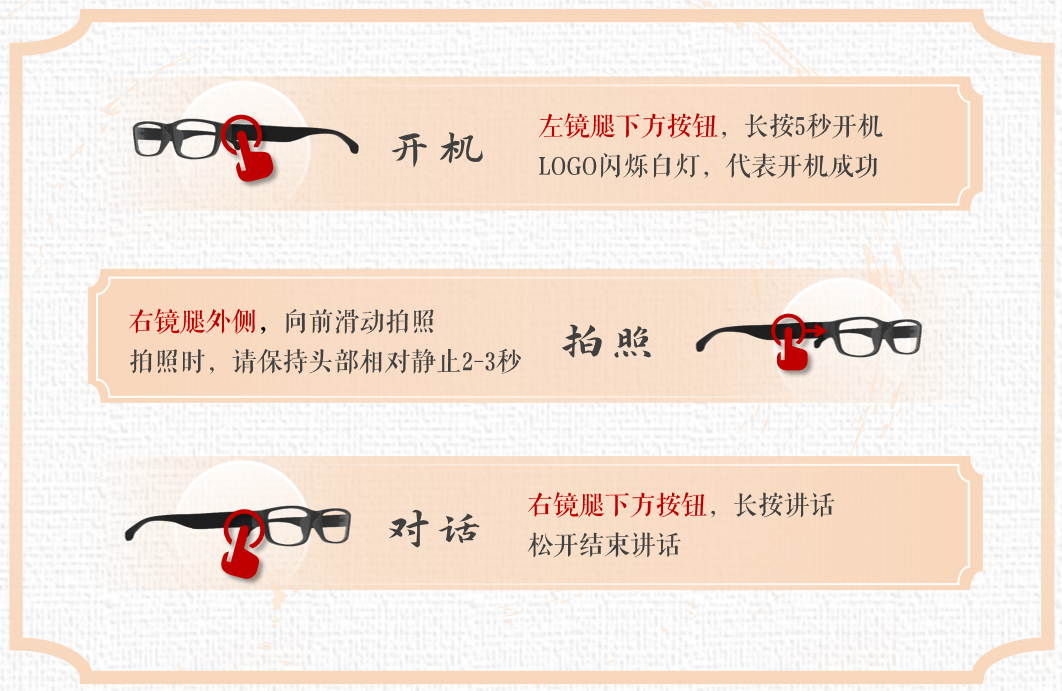 开机
左镜腿下方按钮，长按5秒开机
LOGO闪烁白灯，代表开机成功
右镜腿外侧，向前滑动拍照
拍照时，请保持头部相对静止2-3秒
拍照
对话
右镜腿下方按钮，长按讲话
松开结束讲话